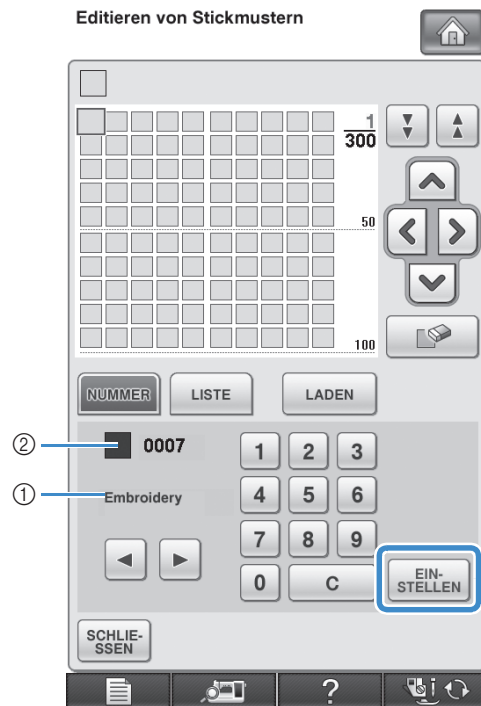 Editieren von Stickmustern
1
300
50
100
NUMMER
LISTE
LADEN
② 0007
1 2 3
① Embroidery
4 5 6
7 8 9
0 C
EIN-
STELLEN
SCHLIE-
SSEN
?